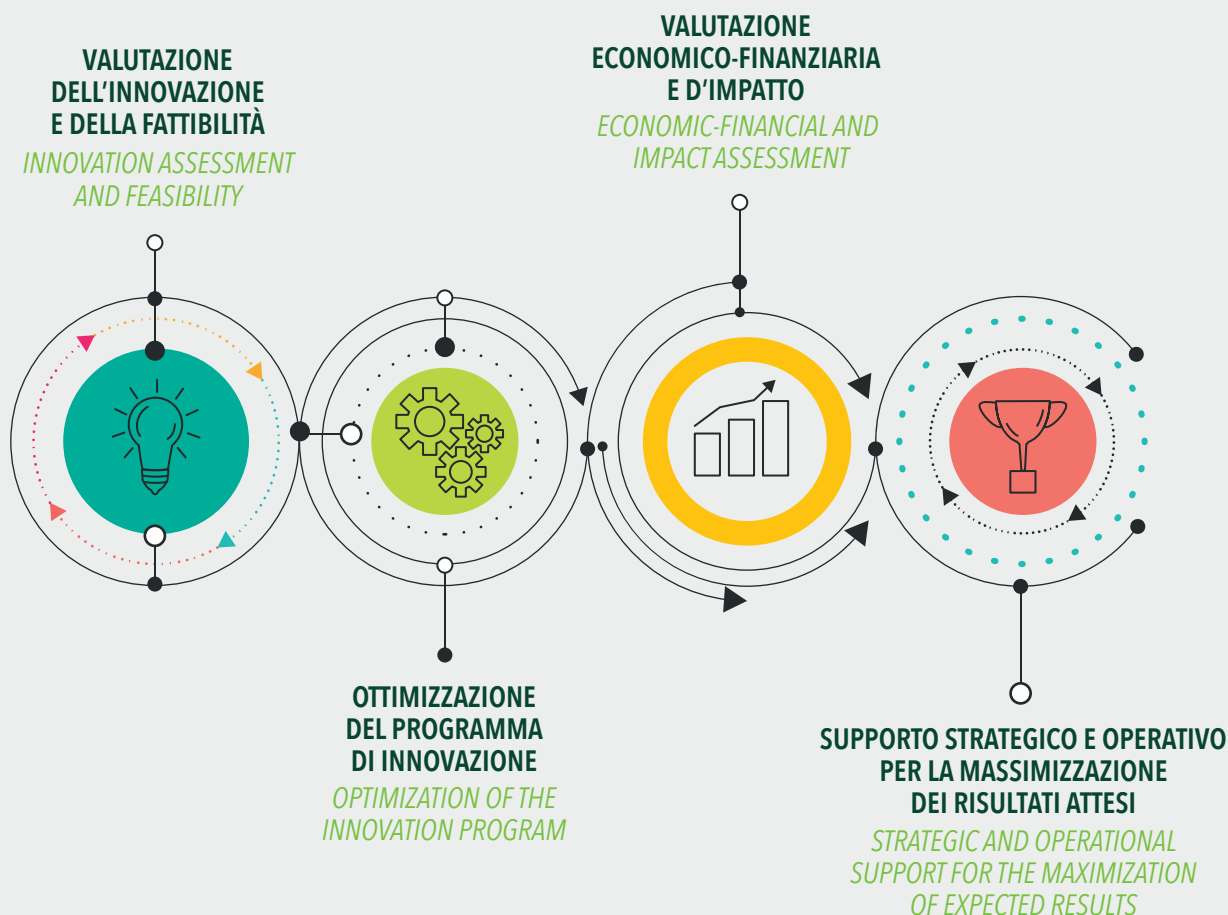 VALUTAZIONE
DELL'INNOVAZIONE
E DELLA FATTIBILITÀ
INNOVATION ASSESSMENT
AND FEASIBILITY
OTTIMIZZAZIONE
DEL PROGRAMMA
DI INNOVAZIONE
OPTIMIZATION OF THE
INNOVATION PROGRAM
VALUTAZIONE
ECONOMICO-FINANZIARIA
E D'IMPATTO
ECONOMIC-FINANCIAL AND
IMPACT ASSESSMENT
SUPPORTO STRATEGICO E OPERATIVO
PER LA MASSIMIZZAZIONE
DEI RISULTATI ATTESI
STRATEGIC AND OPERATIONAL
SUPPORT FOR THE MAXIMIZATION
OF EXPECTED RESULTS